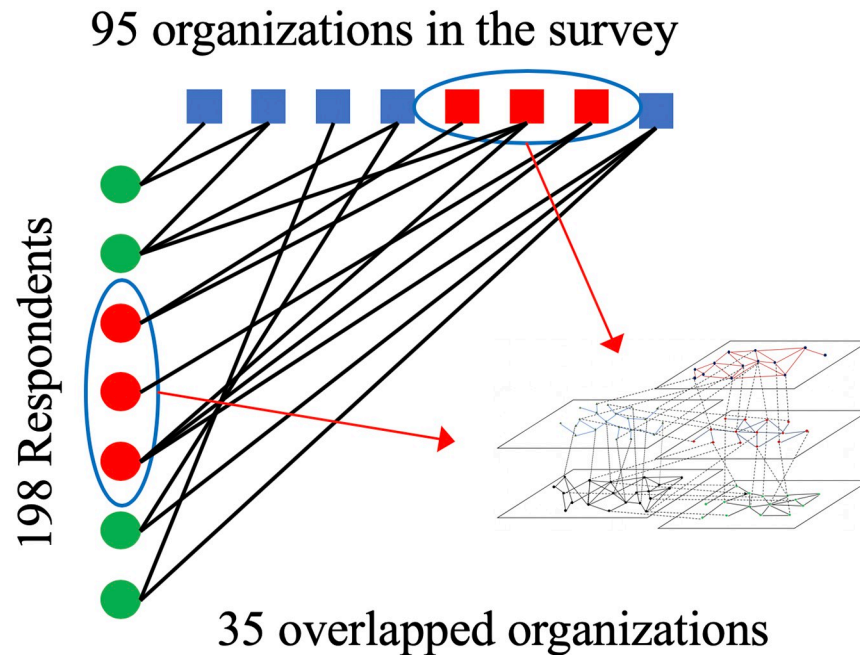 95 organizations in the survey
198 Respondents
35 overlapped organizations